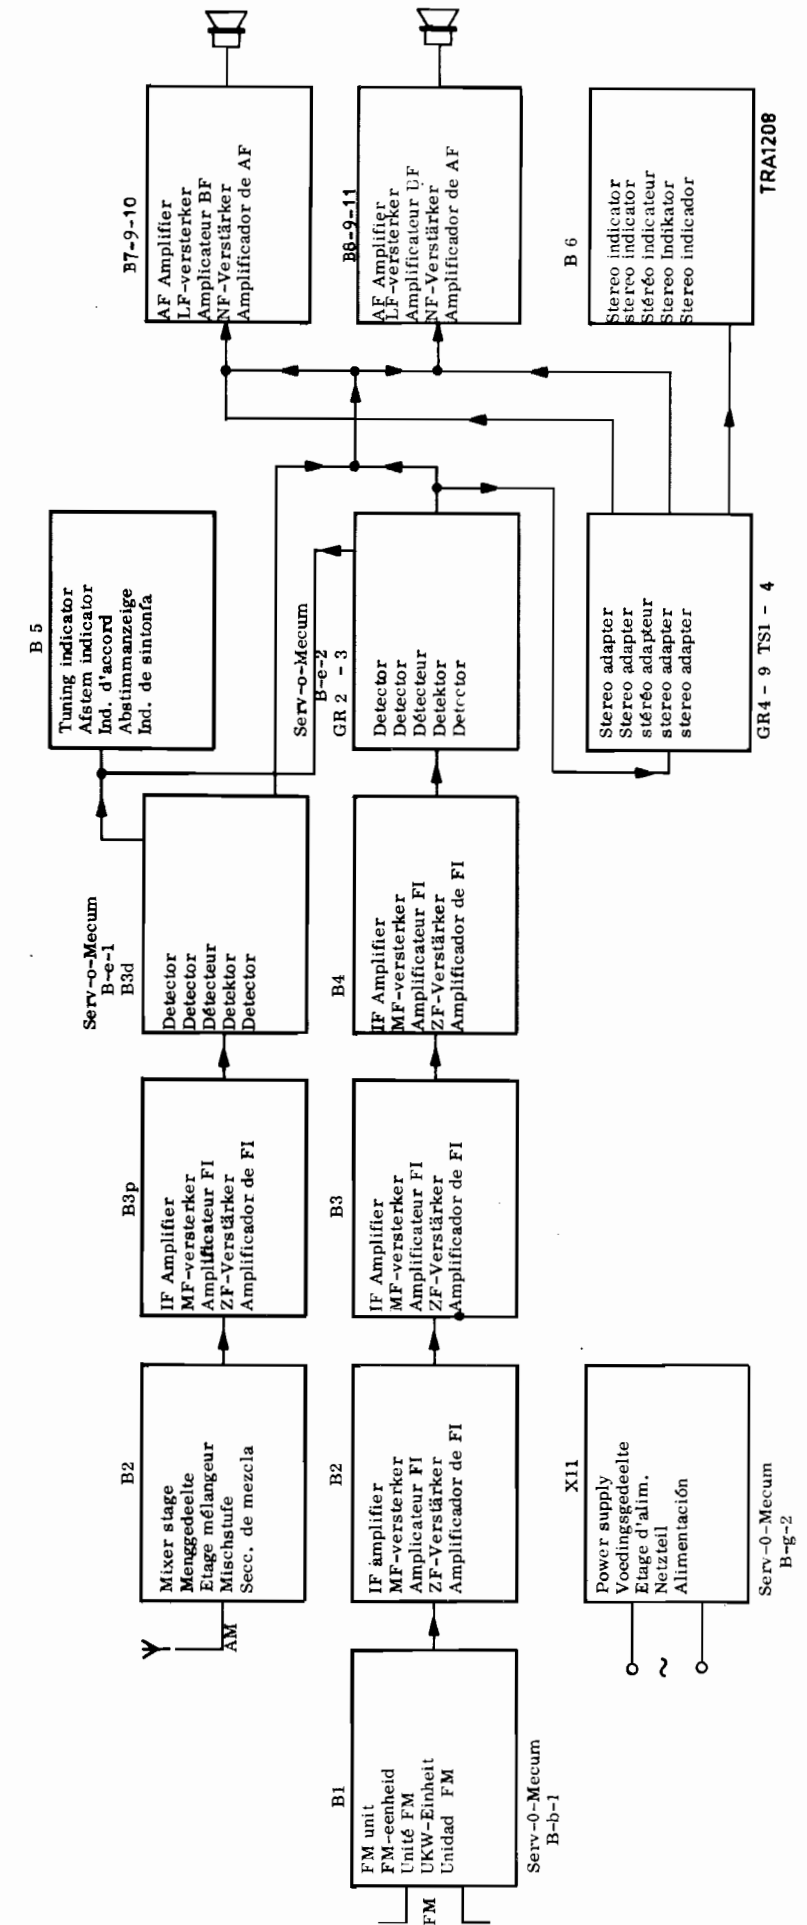 B7-9-10
AF Amplifier
LF-versterker
Amplicateur BF
NF-Verstärker
Amplificador de AF
B8-9-11
AF Amplifier
LF-versterker
Amplificateur BF
NF-Verstärker
Amplificador de AF
B 6
Stereo indicator
stereo indicator
Stéréo indicateur
Stereo Indikator
Stereo indicador
TRA1208
B 5
Tuning indicator
Afstem indicator
Ind. d'accord
Abstimmanzeige
Ind. de sintonía
Serv-o-Mecum
B-e-2
GR 2 - 3
Detector
Detector
Détecteur
Detektor
Detector
Stereo adapter
Stereo adapter
stéréo adapteur
stereo adapter
stereo adapter
GR4 - 9 TS1 - 4
Serv-o-Mecum
B-e-1
B3d
Detector
Detector
Détecteur
Detektor
Detector
B4
IF Amplifier
MF-versterker
Amplificateur FI
ZF-Verstärker
Amplificador de FI
B3p
IF Amplifier
MF-versterker
Amplificateur FI
ZF-Verstärker
Amplificador de FI
B3
IF Amplifier
MF-versterker
Amplificateur FI
ZF-Verstärker
Amplificador de FI
B2
Mixer stage
Menggedeelte
Etage mélangeur
Mischstufe
Secc. de mezcla
AM
B2
IF amplifier
MF-versterker
Amplicateur FI
ZF-Verstärker
Amplificador de FI
X11
Power supply
Voedingsgedeelte
Etage d'alim.
Netzteil
Alimentación
~
Serv-0-Mecum
B-g-2
B1
FM unit
FM-eenheid
Unité FM
UKW-Einheit
Unidad FM
FM
Serv-0-Mecum
B-b-1